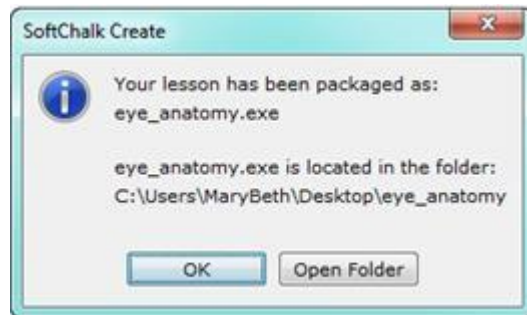 SoftChalk Create
Your lesson has been packaged as:
eye_anatomy.exe
eye_anatomy.exe is located in the folder:
C:\Users\MaryBeth\Desktop\eye_anatomy
OK
Open Folder